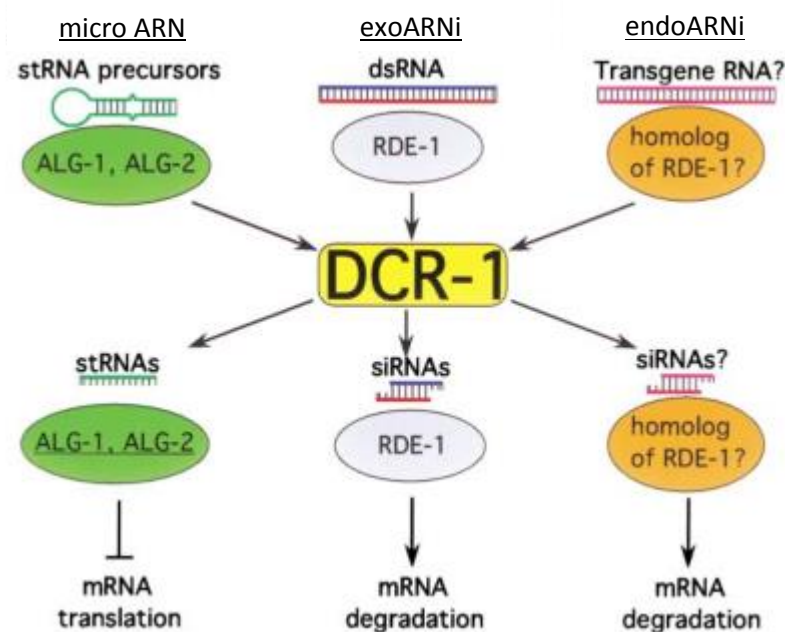 micro ARN
exoARNi
endoARNi
stRNA precursors
dsRNA
Transgene RNA?
ALG-1, ALG-2
RDE-1
homolog
of RDE-1?
DCR-1
stRNAs
siRNAs
siRNAs?
ALG-1, ALG-2
RDE-1
homolog
of RDE-1?
mRNA
translation
mRNA
degradation
mRNA
degradation